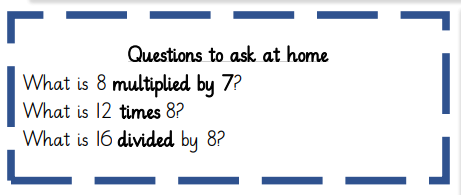 Questions to ask at home
What is 8 multiplied by 7?
What is 12 times 8?
What is 16 divided by 8?